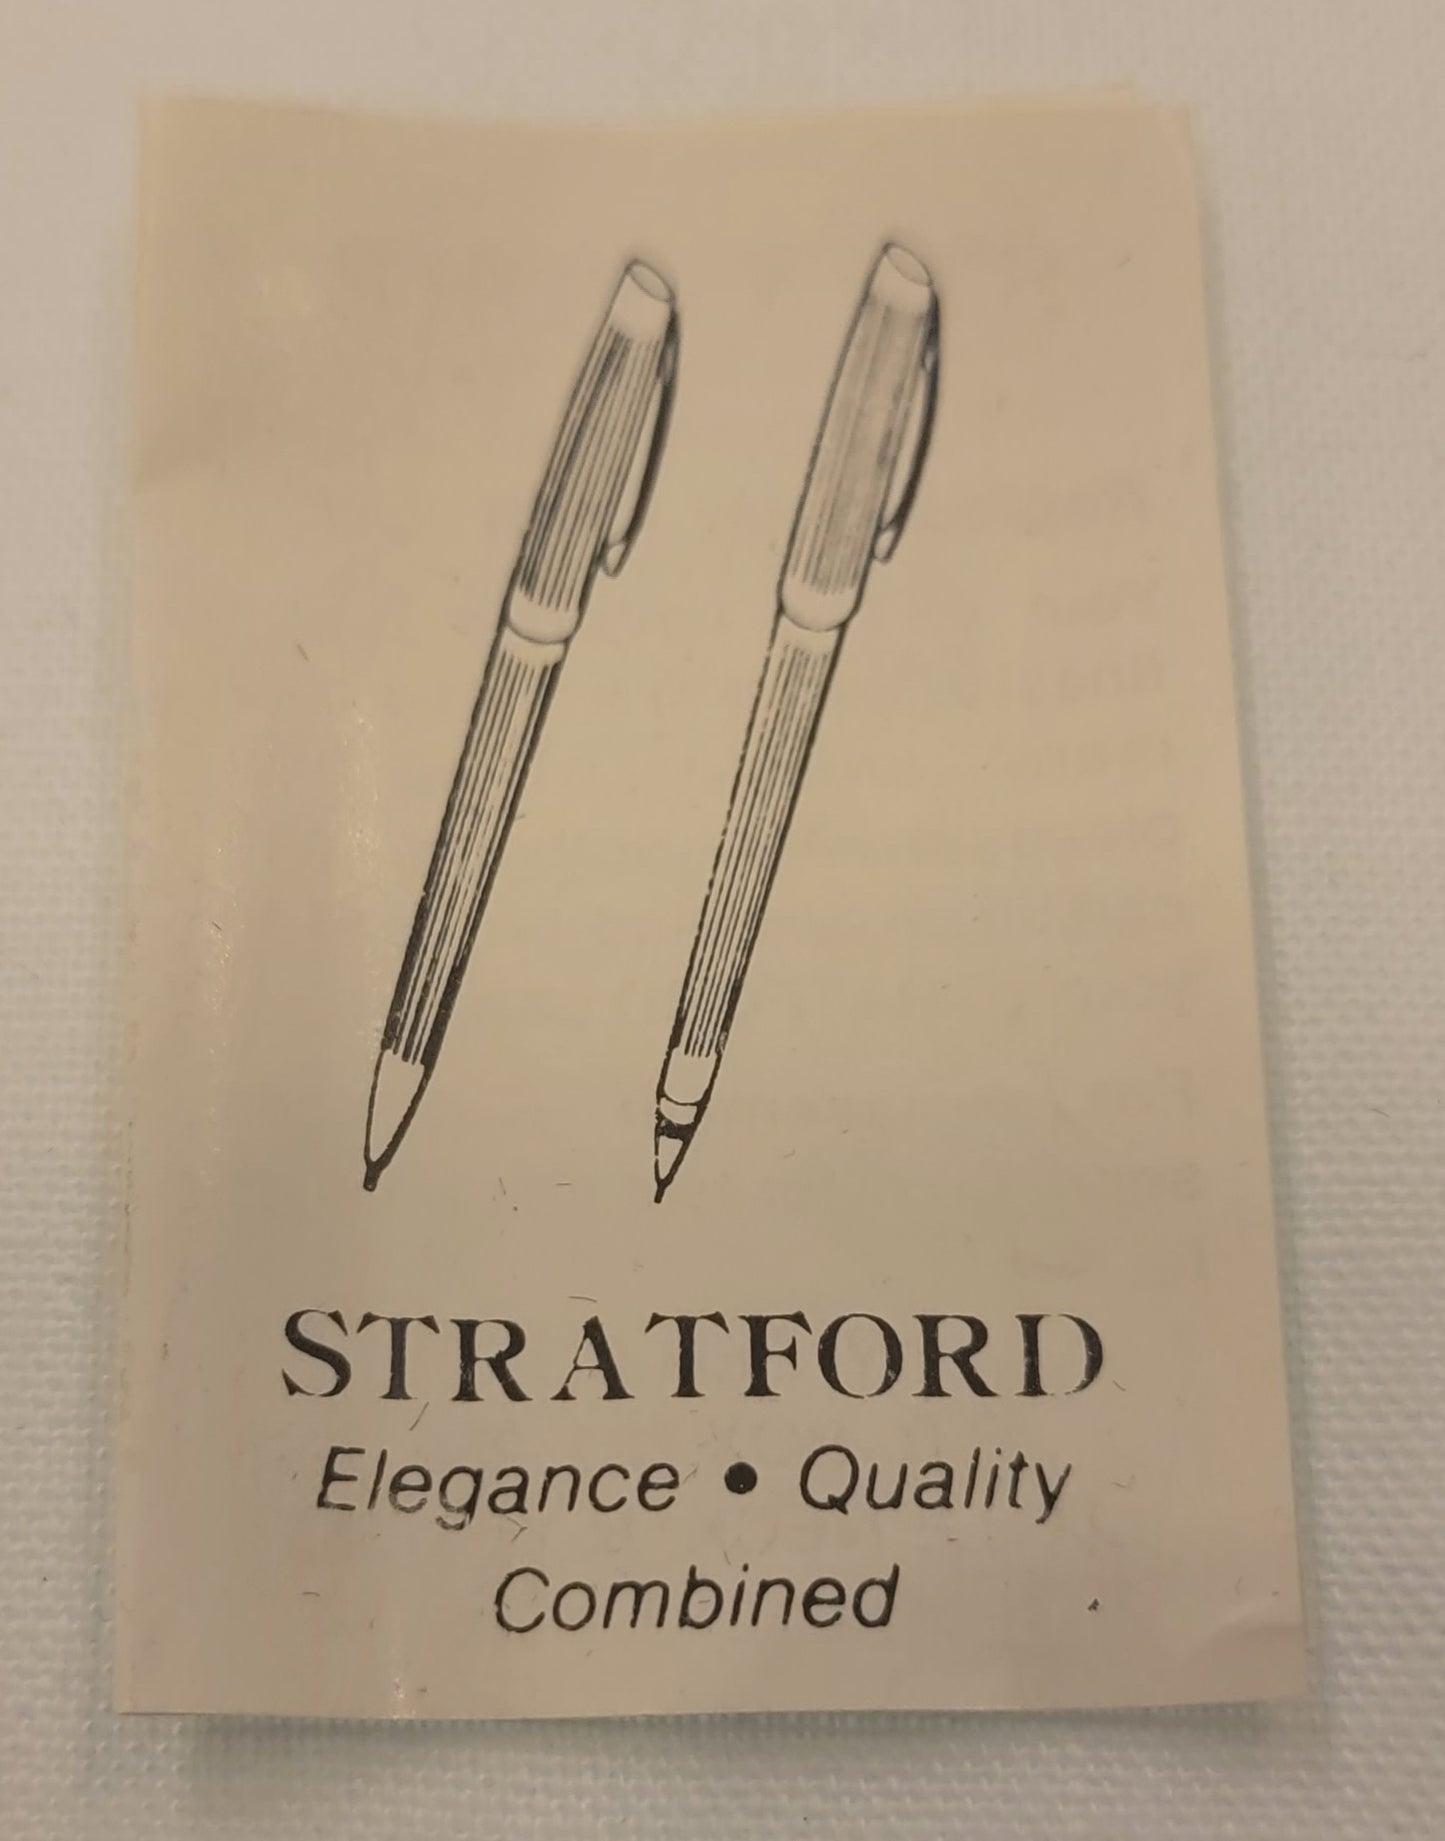 STRATFORD
Elegance • Quality
Combined